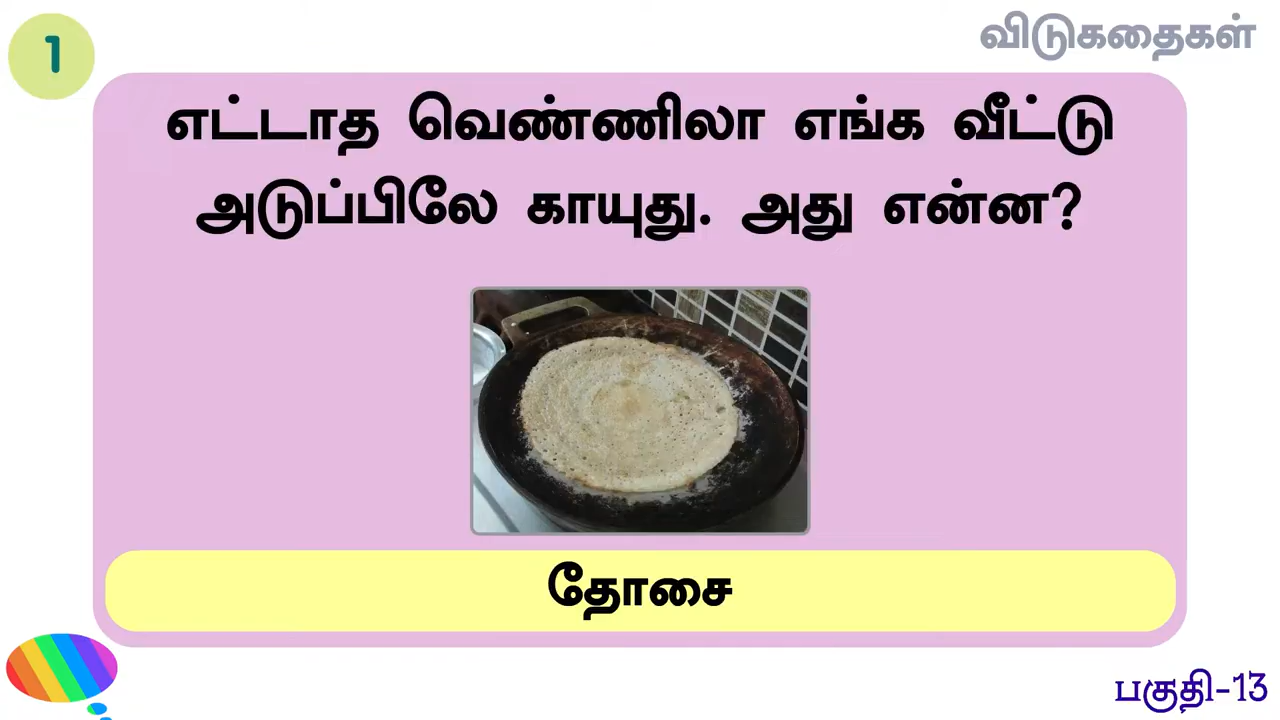 1
விடுகதைகள்
எட்டாத வெண்ணிலா எங்க வீட்டு
அடுப்பிலே காயுது. அது என்ன?
தோசை
பகுதி-13